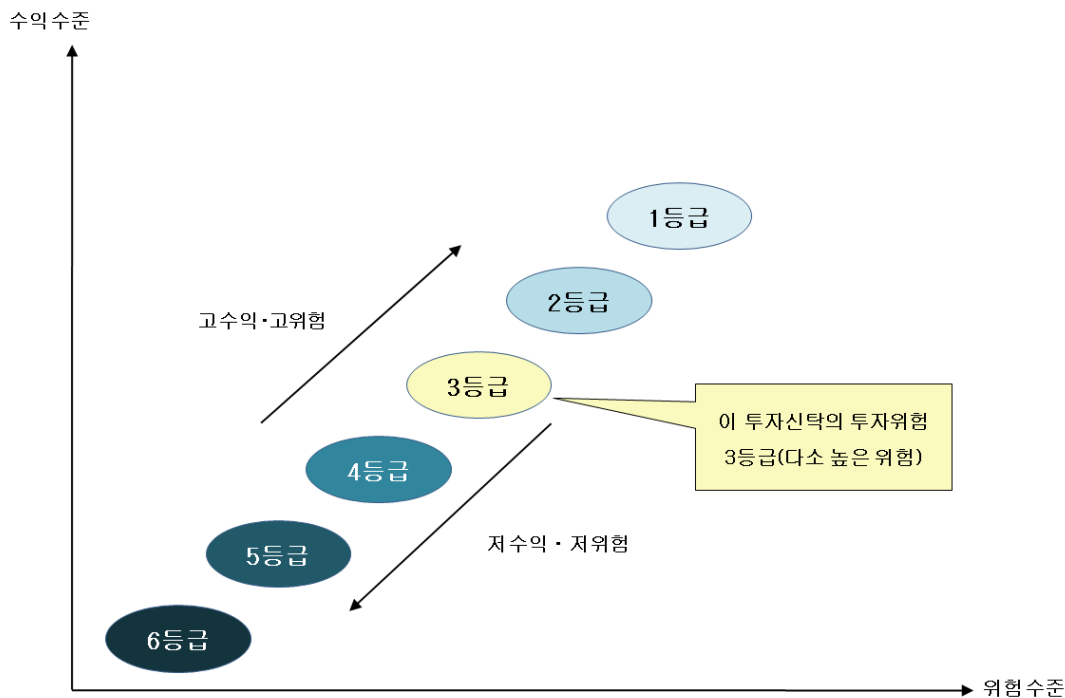 수익수준
1등급
2등급
고수익·고위험
3등급
이 투자신탁의 투자위험
3등급(다소 높은 위험)
4등급
저수익 · 저위험
5등급
6등급
위험수준